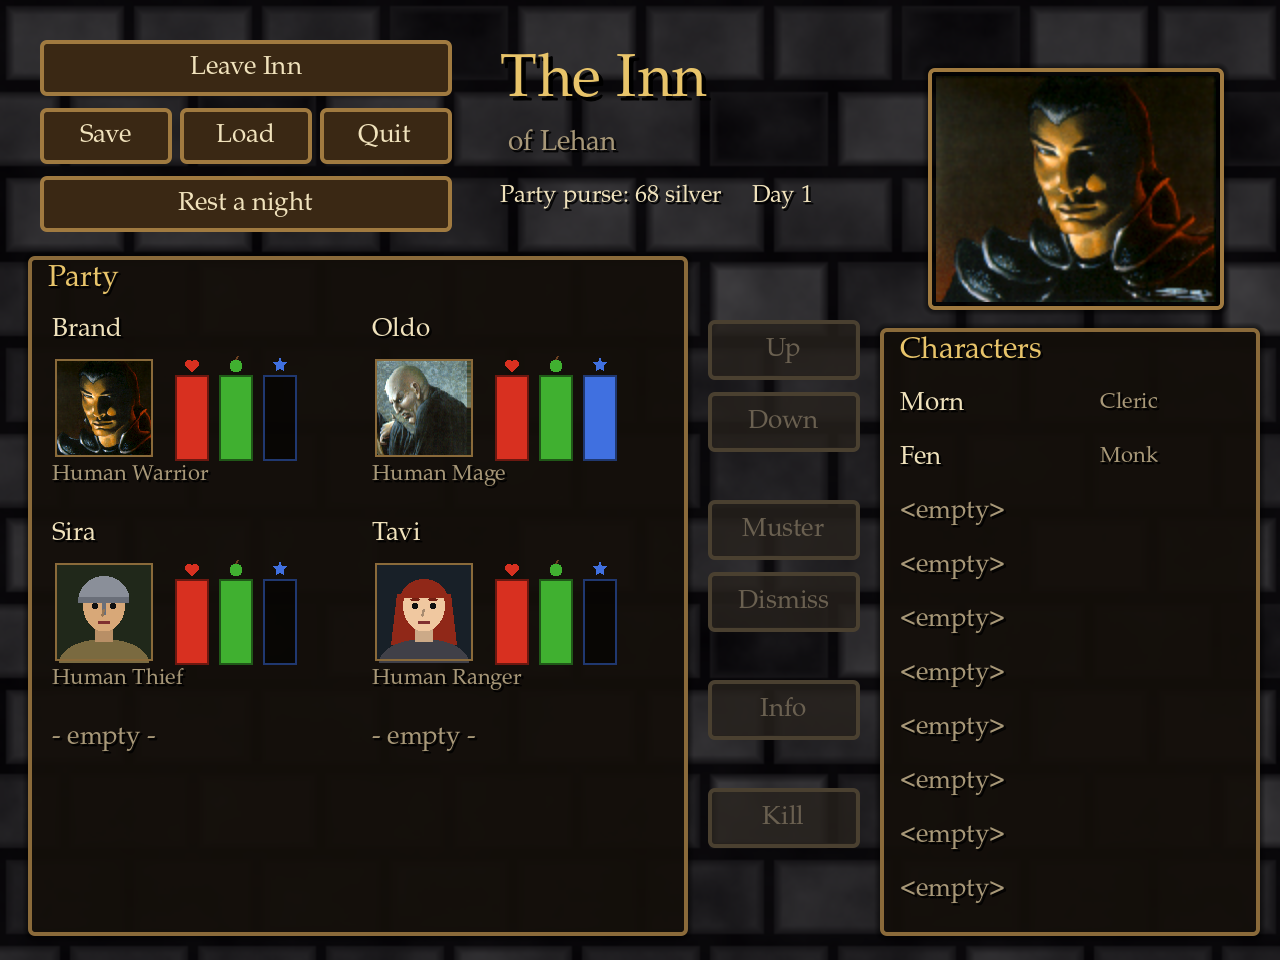 Leave Inn
Save
Load
Quit
Rest a night
The Inn
of Lehan
Party purse: 68 silver
Day 1
Party
Brand
Human Warrior
Oldo
Human Mage
Sira
Human Thief
Tavi
Human Ranger
- empty -
- empty -
Up
Down
Muster
Dismiss
Info
Kill
Characters
Morn Cleric
Fen Monk
<empty>
<empty>
<empty>
<empty>
<empty>
<empty>
<empty>
<empty>